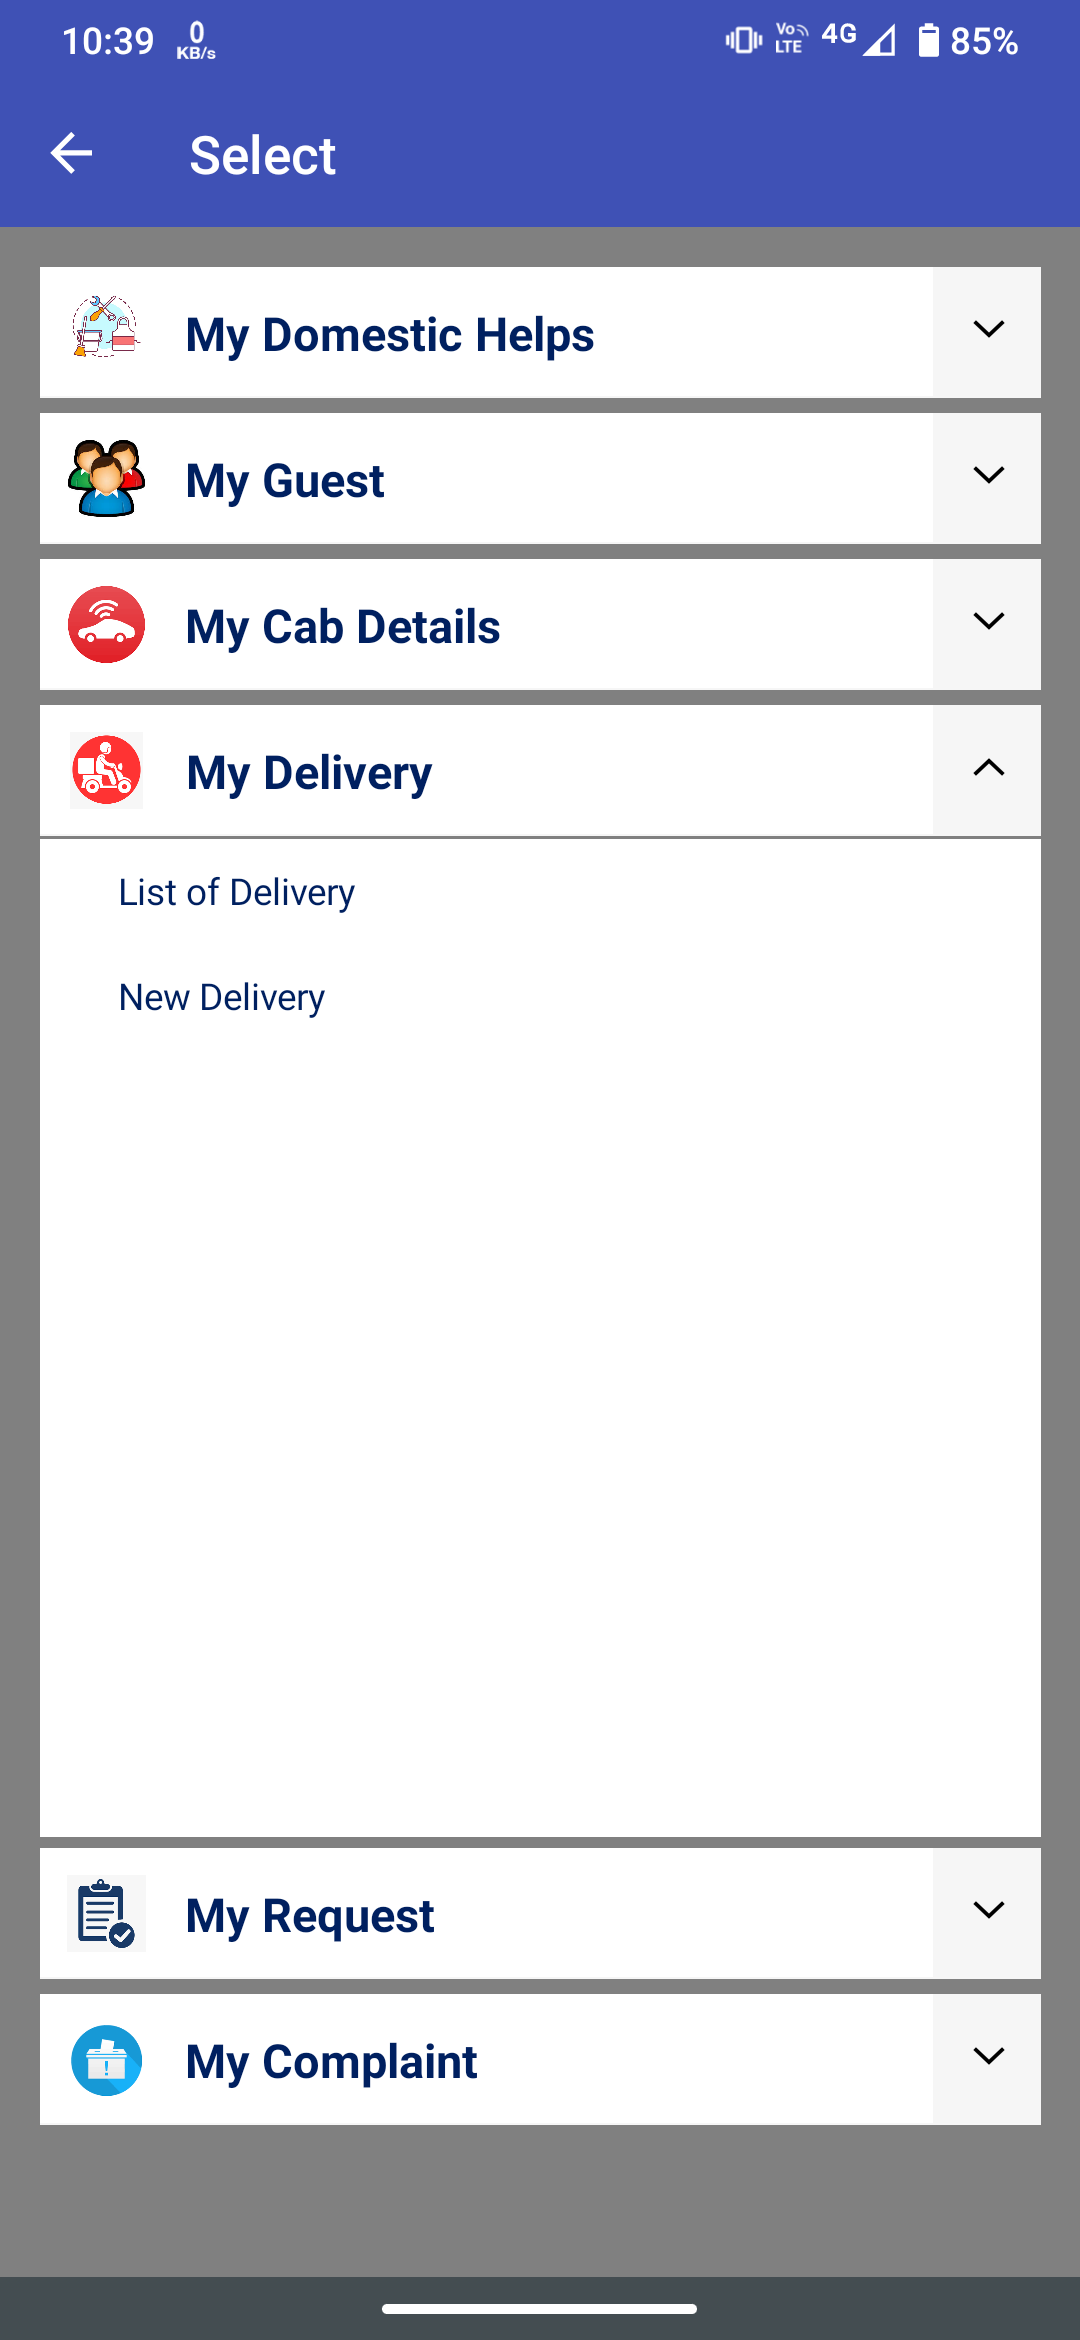 10:39 0 KB/s Vo LTE 4G 85%
Select
My Domestic Helps
My Guest
My Cab Details
My Delivery
List of Delivery
New Delivery
My Request
My Complaint